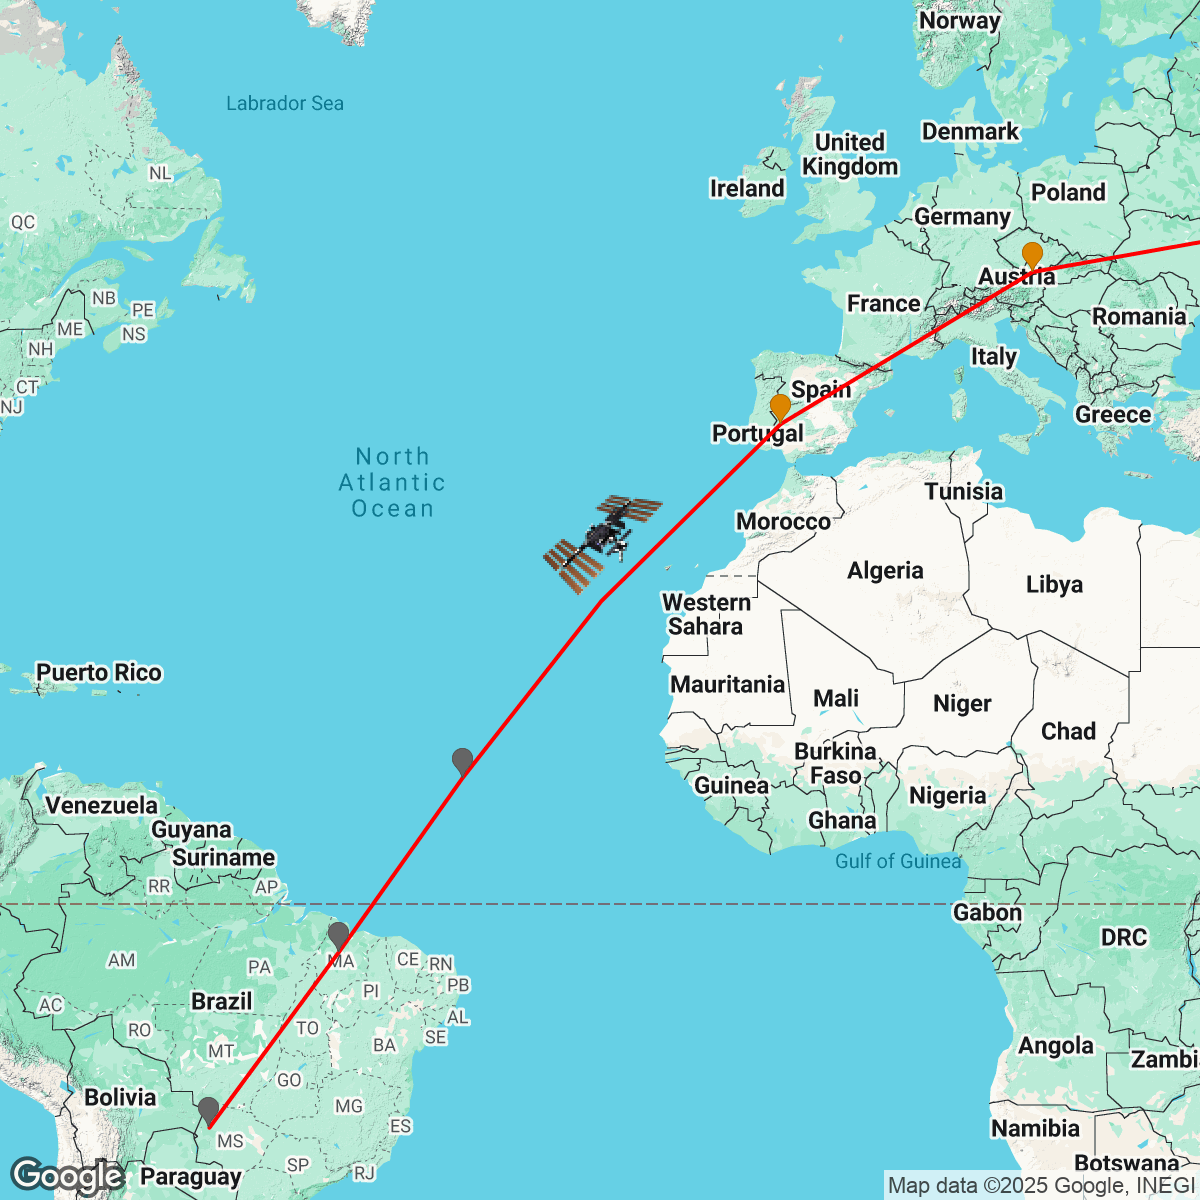 Norway
Labrador Sea
Denmark
United
Kingdom
NL
Ireland
Poland
QC
Germany
Austria
NB
PE
France
Romania
ME
NS
NH
Italy
CT
Spain
NJ
Greece
Portugal
North
Atlantic
Ocean
Tunisia
Morocco
Algeria
Libya
Western
Sahara
Puerto Rico
Mauritania
Mali
Niger
Chad
Burkina
Faso
Guinea
Nigeria
Venezuela
Ghana
Guyana
Suriname
Gulf of Guinea
RR
AP
Gabon
DRC
AM
PA
MA
CE
RN
PB
PI
AC
Brazil
AL
RO
TO
SE
MT
BA
Angola
Zambi
GO
Bolivia
MG
ES
MS
Namibia
SP
RJ
Botswana
Paraguay
Google
Map data ©2025 Google, INEGI